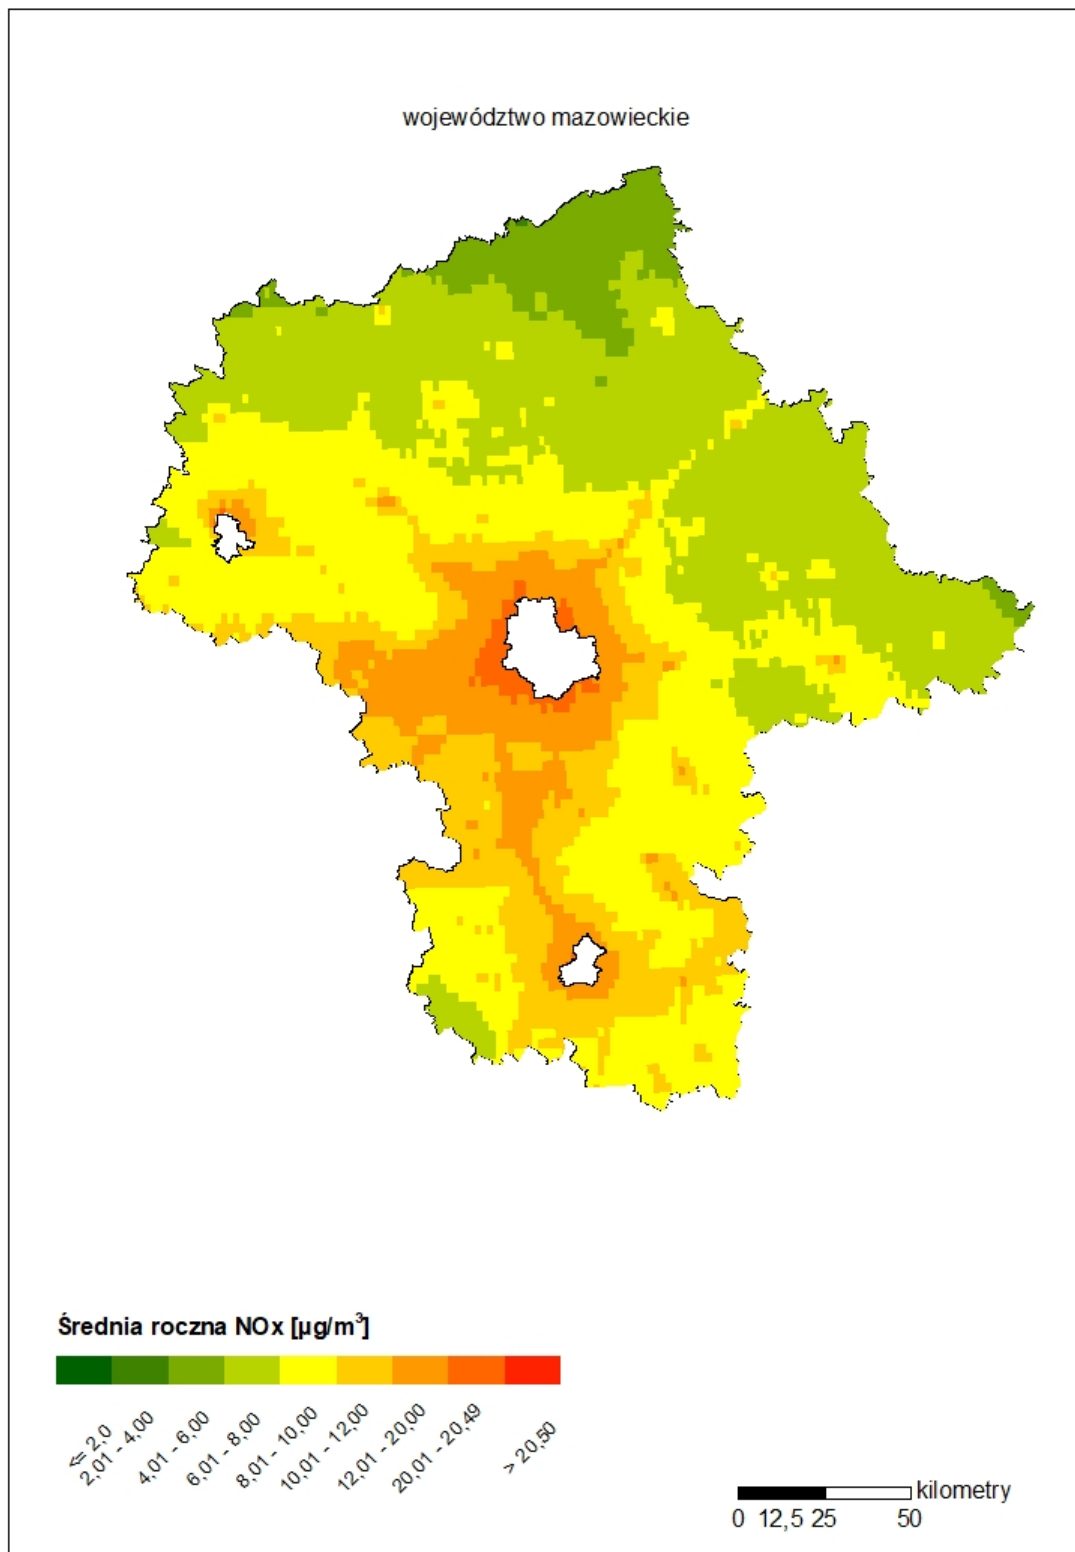 województwo mazowieckie
Średnia roczna NOx [µg/m³]
<= 2,0
2,01 - 4,00
4,01 - 6,00
6,01 - 8,00
8,01 - 10,00
10,01 - 12,00
12,01 - 20,00
20,01 - 20,49
> 20,50
kilometry
0 12,5 25 50